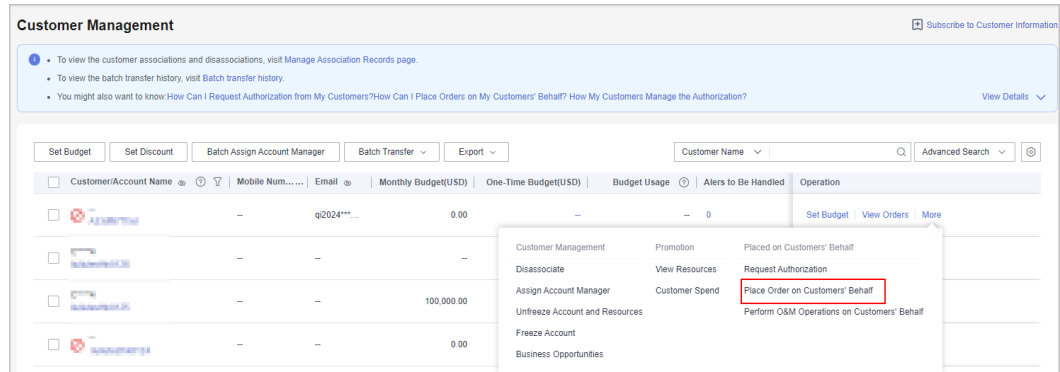 Customer Management
Subscribe to Customer Information
To view the customer associations and disassociations, visit Manage Association Records page.
To view the batch transfer history, visit Batch transfer history.
You might also want to know:How Can I Request Authorization from My Customers?How Can I Place Orders on My Customers' Behalf? How My Customers Manage the Authorization?
View Details
Set Budget Set Discount Batch Assign Account Manager Batch Transfer Export Customer Name Advanced Search
Customer/Account Name Mobile Num... ... Email Monthly Budget(USD) One-Time Budget(USD) Budget Usage Alers to Be Handled Operation
-- qi2024***... 0.00 -- -- 0 Set Budget View Orders More
-- -- --
-- -- 100,000.00
-- -- 0.00
Customer Management Promotion Placed on Customers' Behalf
Disassociate View Resources Request Authorization
Assign Account Manager Customer Spend Place Order on Customers' Behalf
Unfreeze Account and Resources Perform O&M Operations on Customers' Behalf
Freeze Account
Business Opportunities